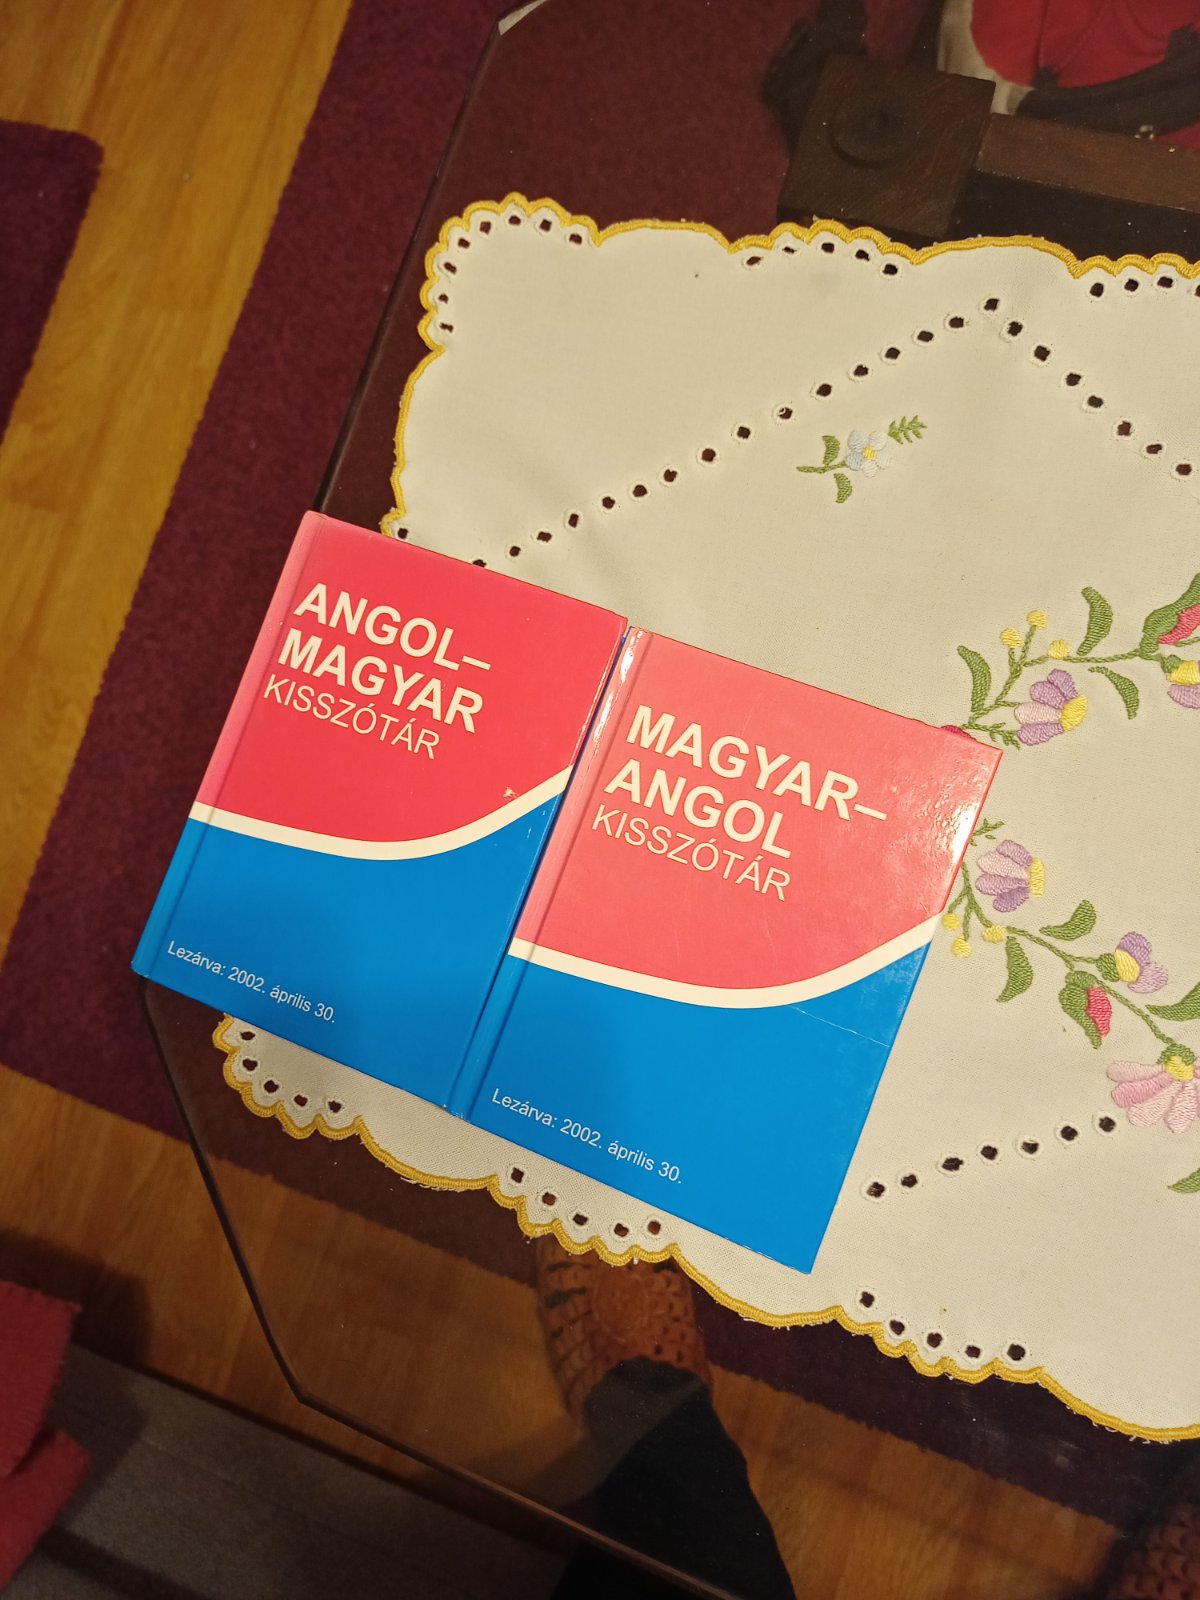 ANGOL–
MAGYAR
KISSZÓTÁR
Lezárva: 2002. április 30.
MAGYAR–
ANGOL
KISSZÓTÁR
Lezárva: 2002. április 30.